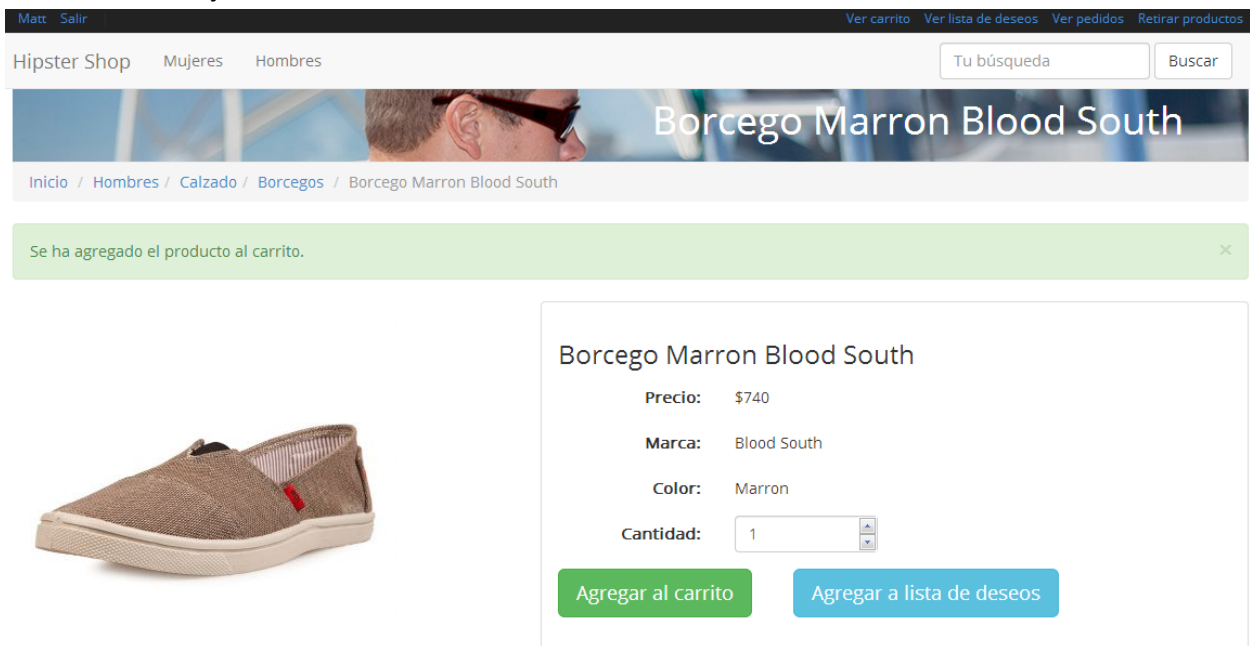 Matt Salir Ver carrito Ver lista de deseos Ver pedidos Retirar productos
Hipster Shop Mujeres Hombres Tu búsqueda Buscar
Borcego Marron Blood South
Inicio / Hombres / Calzado / Borcegos / Borcego Marron Blood South
Se ha agregado el producto al carrito. ×
Borcego Marron Blood South
Precio: $740
Marca: Blood South
Color: Marron
Cantidad: 1
Agregar al carrito Agregar a lista de deseos